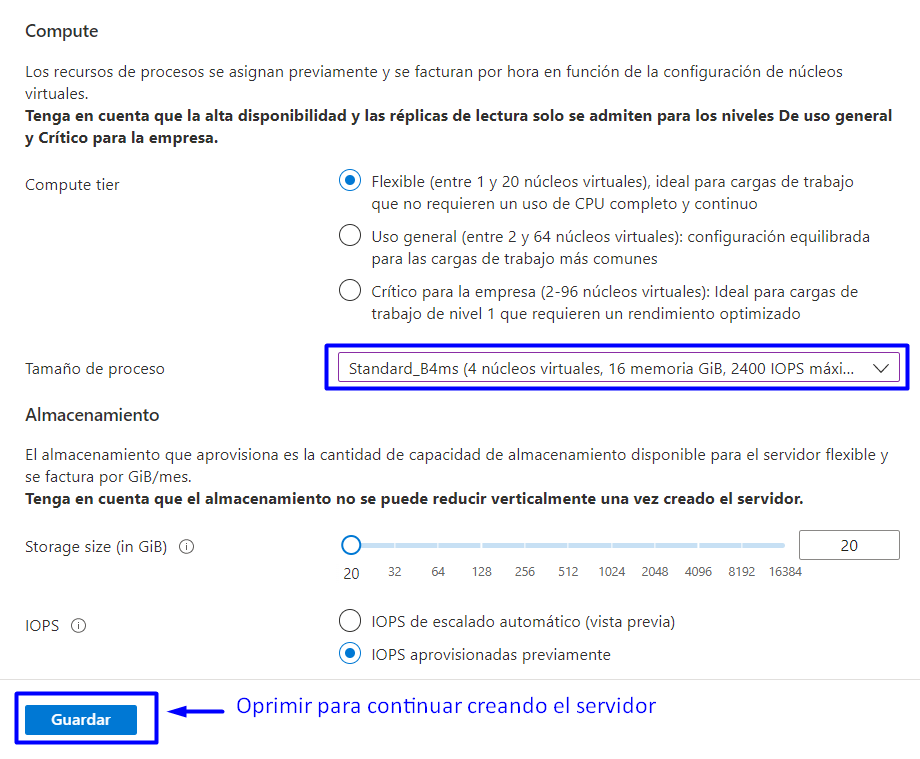 Compute
Los recursos de procesos se asignan previamente y se facturan por hora en función de la configuración de núcleos
virtuales.
Tenga en cuenta que la alta disponibilidad y las réplicas de lectura solo se admiten para los niveles De uso general
y Crítico para la empresa.
Compute tier
Flexible (entre 1 y 20 núcleos virtuales), ideal para cargas de trabajo
que no requieren un uso de CPU completo y continuo
Uso general (entre 2 y 64 núcleos virtuales): configuración equilibrada
para las cargas de trabajo más comunes
Crítico para la empresa (2-96 núcleos virtuales): Ideal para cargas de
trabajo de nivel 1 que requieren un rendimiento optimizado
Tamaño de proceso
Standard_B4ms (4 núcleos virtuales, 16 memoria GiB, 2400 IOPS máxi...
Almacenamiento
El almacenamiento que aprovisiona es la cantidad de capacidad de almacenamiento disponible para el servidor flexible y
se factura por GiB/mes.
Tenga en cuenta que el almacenamiento no se puede reducir verticalmente una vez creado el servidor.
Storage size (in GiB)
20
20 32 64 128 256 512 1024 2048 4096 8192 16384
IOPS
IOPS de escalado automático (vista previa)
IOPS aprovisionadas previamente
Guardar
Oprimir para continuar creando el servidor